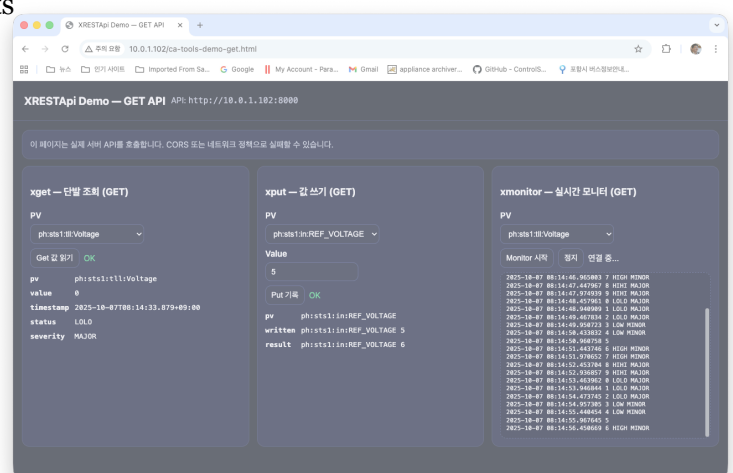 ts
XRESTApi Demo — GET API
주의 요함 10.0.1.102/ca-tools-demo-get.html
뉴스 인기 사이트 Imported From Sa... Google My Account - Para... Gmail appliance archiver... GitHub - ControlS... 포항시 버스정보안내...
XRESTApi Demo — GET API API: http://10.0.1.102:8000
이 페이지는 실제 서비 API를 호출합니다. CORS 또는 네트워크 정책으로 실패할 수 있습니다.
xget — 단발 조회 (GET)
PV
ph:sts1:tll:Voltage
Get 값 읽기 OK
pv ph:sts1:tll:Voltage
value 0
timestamp 2025-10-07T08:14:33.879+09:00
status LOLO
severity MAJOR
xput — 값 쓰기 (GET)
PV
ph:sts1:in:REF_VOLTAGE
Value
5
Put 기록 OK
pv ph:sts1:in:REF_VOLTAGE
written ph:sts1:in:REF_VOLTAGE 5
result ph:sts1:in:REF_VOLTAGE 6
xmonitor — 실시간 모니터 (GET)
PV
ph:sts1:tll:Voltage
Monitor 시작 정지 연결 중...
2025-10-07 08:14:46.965083 7 HIGH MINOR
2025-10-07 08:14:47.447967 8 HIHI MAJOR
2025-10-07 08:14:47.974939 9 HIHI MAJOR
2025-10-07 08:14:48.457961 0 LOLO MAJOR
2025-10-07 08:14:48.940909 1 LOLO MAJOR
2025-10-07 08:14:49.467834 2 LOLO MAJOR
2025-10-07 08:14:49.950723 3 LOW MINOR
2025-10-07 08:14:50.433832 4 LOW MINOR
2025-10-07 08:14:50.960758 5
2025-10-07 08:14:51.443746 6 HIGH MINOR
2025-10-07 08:14:51.970652 7 HIGH MINOR
2025-10-07 08:14:52.453704 8 HIHI MAJOR
2025-10-07 08:14:52.936857 9 HIHI MAJOR
2025-10-07 08:14:53.463962 0 LOLO MAJOR
2025-10-07 08:14:53.946844 1 LOLO MAJOR
2025-10-07 08:14:54.473745 2 LOLO MAJOR
2025-10-07 08:14:54.957305 3 LOW MINOR
2025-10-07 08:14:55.440454 4 LOW MINOR
2025-10-07 08:14:55.967645 5
2025-10-07 08:14:56.450669 6 HIGH MINOR